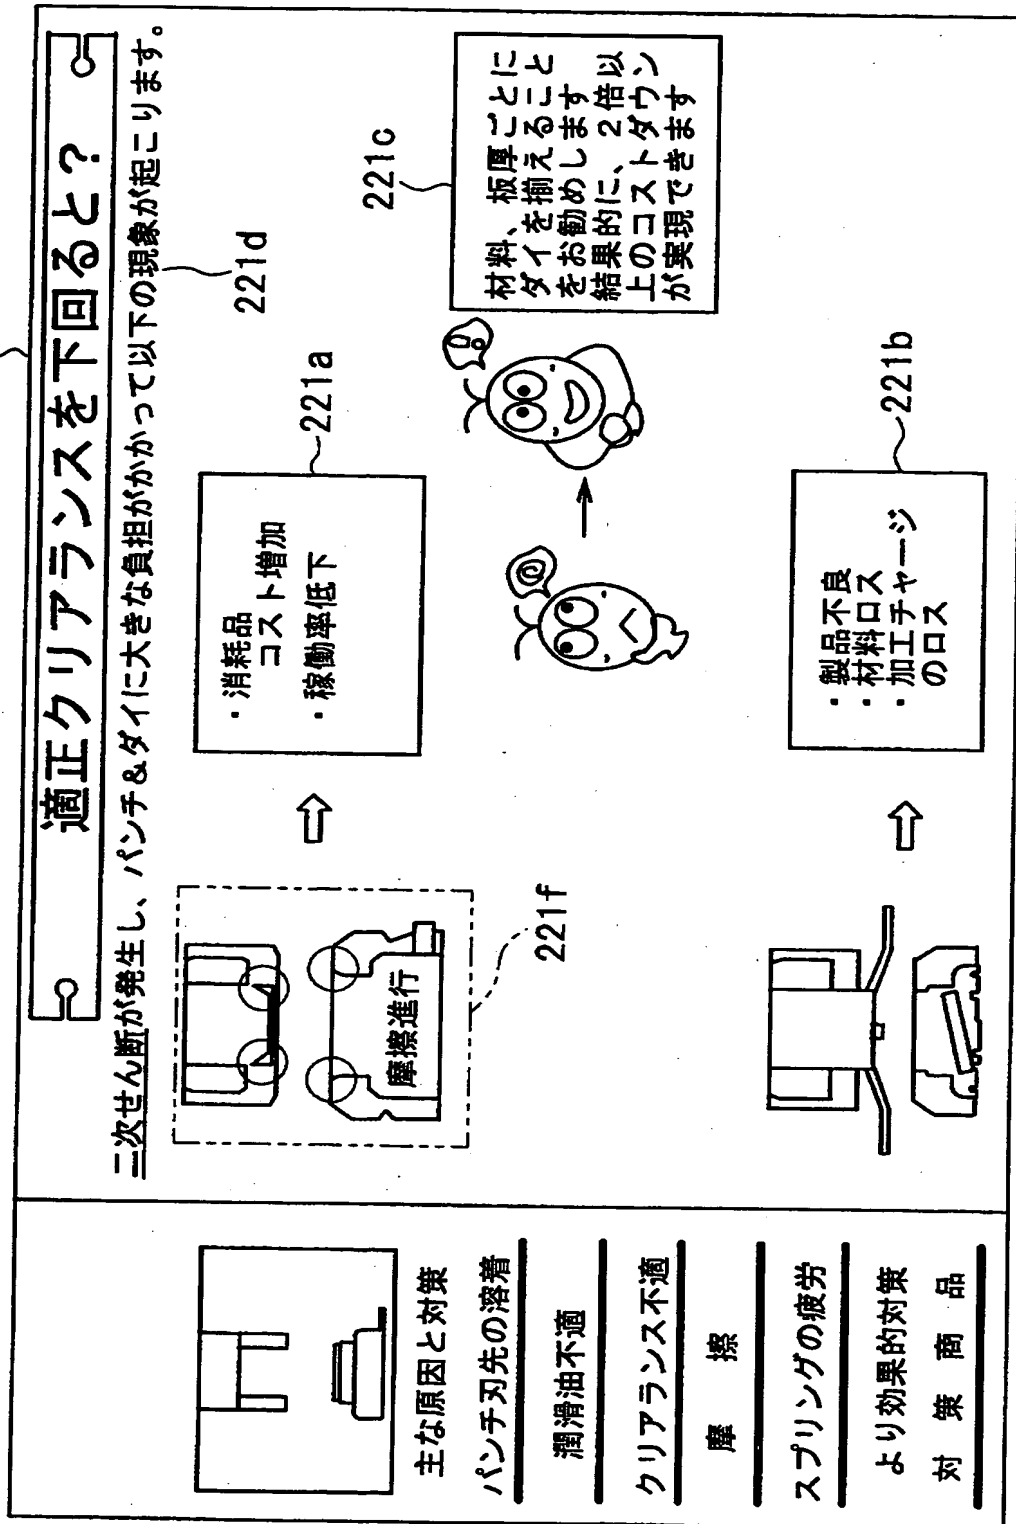 適正クリアランスを下回ると?
二次せん断が発生し、パンチ&ダイに大きな負担がかかって以下の現象が起こります。
221d
・消耗品
コスト増加
・稼働率低下
221a
摩擦進行
221f
材料、板厚ごとに
ダイを揃えること
をお勧めします
結果的に、2倍以
上のコストダウン
が実現できます
221c
・製品不良
・材料ロス
・加工チャージ
のロス
221b
主な原因と対策
パンチ刃先の溶着
潤滑油不適
クリアランス不適
摩 擦
スプリングの疲労
より効果的対策
対 策 商 品